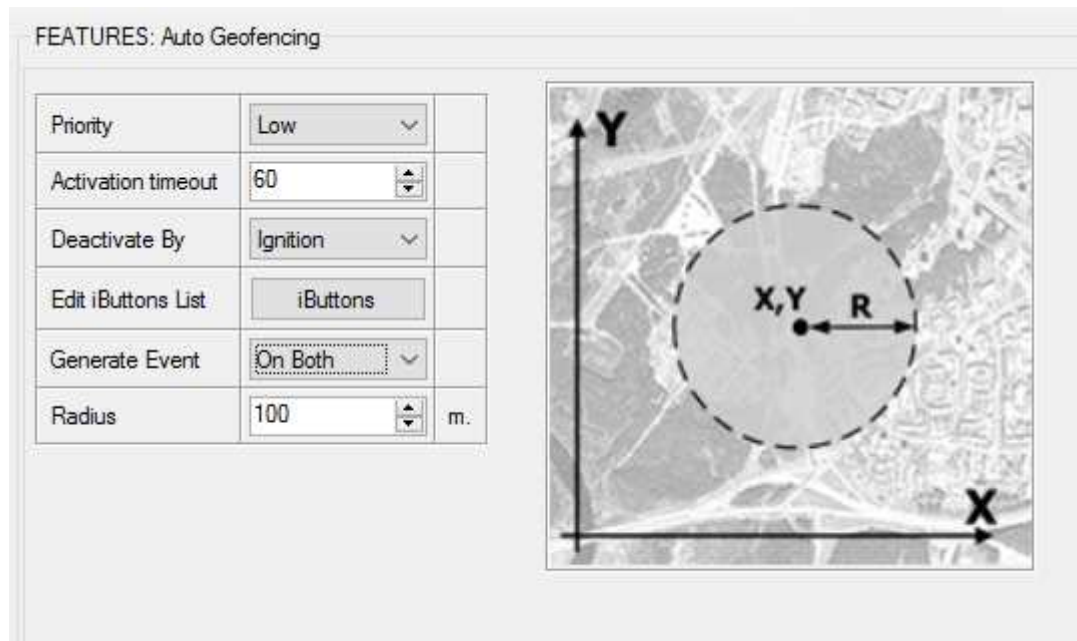 FEATURES: Auto Geofencing
Priority Low
Activation timeout 60
Deactivate By Ignition
Edit iButtons List iButtons
Generate Event On Both
Radius 100 m.
Y
X,Y R
X